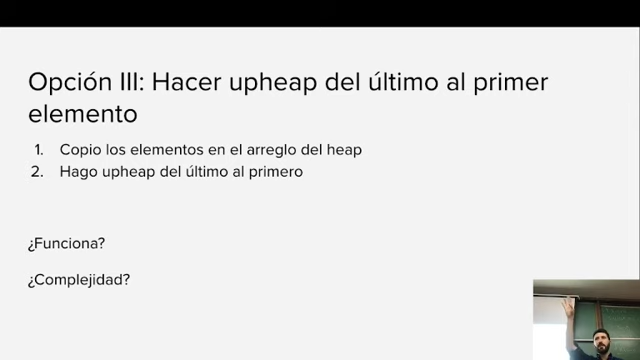 Opción III: Hacer upheap del último al primer
elemento
1. Copio los elementos en el arreglo del heap
2. Hago upheap del último al primero
¿Funciona?
¿Complejidad?